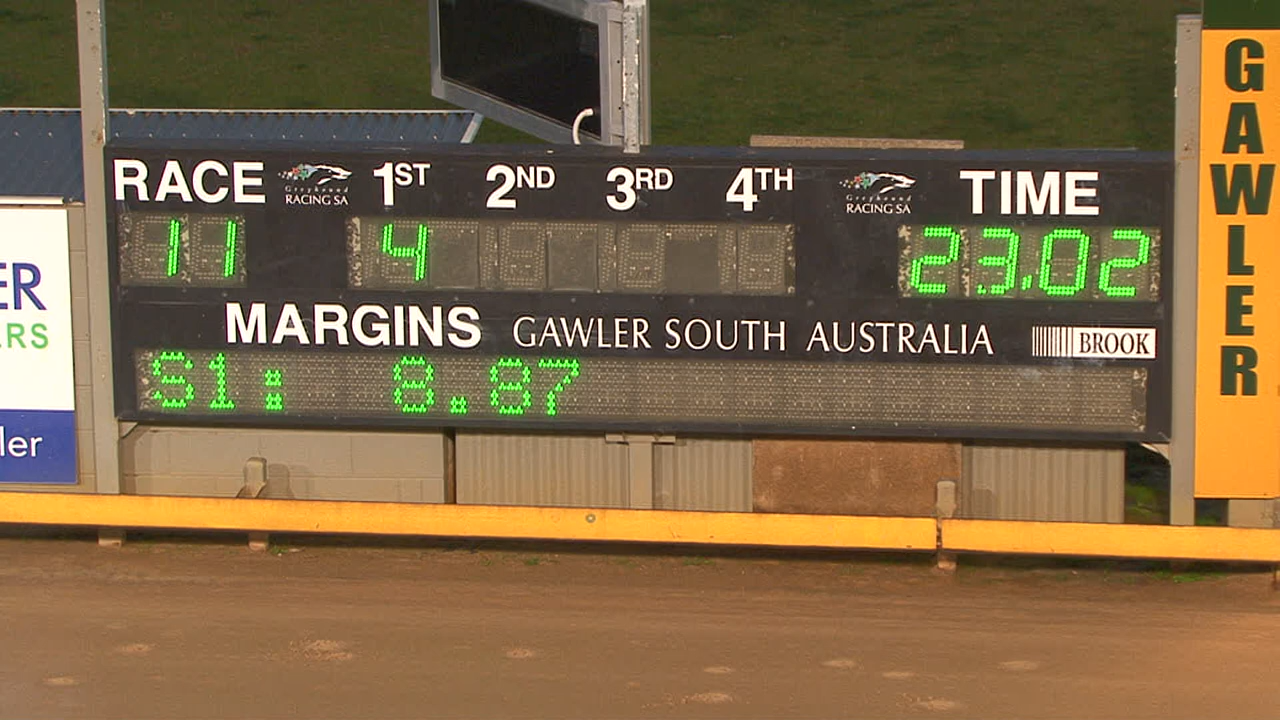 RACE
Greyhound
RACING SA
1ST 2ND 3RD 4TH
Greyhound
RACING SA
TIME
11 4 23.02
MARGINS GAWLER SOUTH AUSTRALIA BROOK
S1: 8.87
GAWLER
ER
ERS
ler